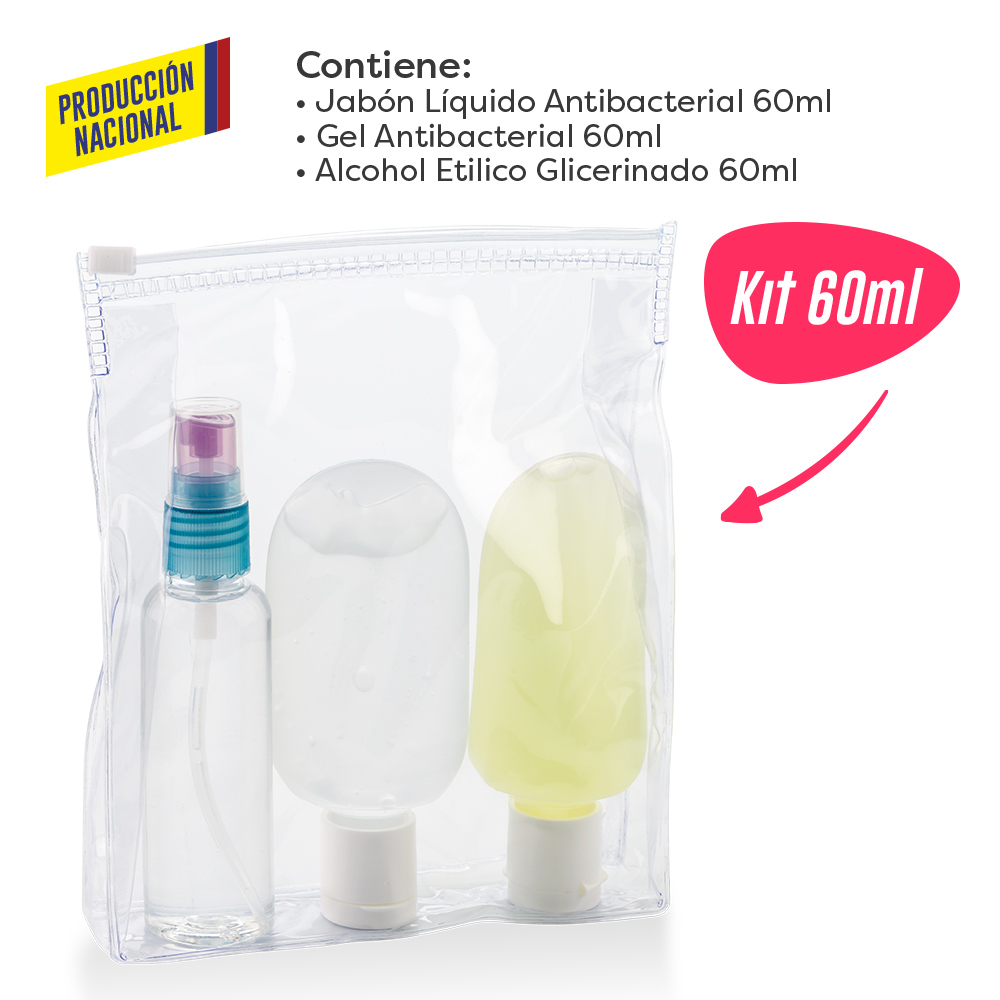 PRODUCCIÓN
NACIONAL
Contiene:
• Jabón Líquido Antibacterial 60ml
• Gel Antibacterial 60ml
• Alcohol Etilico Glicerinado 60ml
Kit 60ml